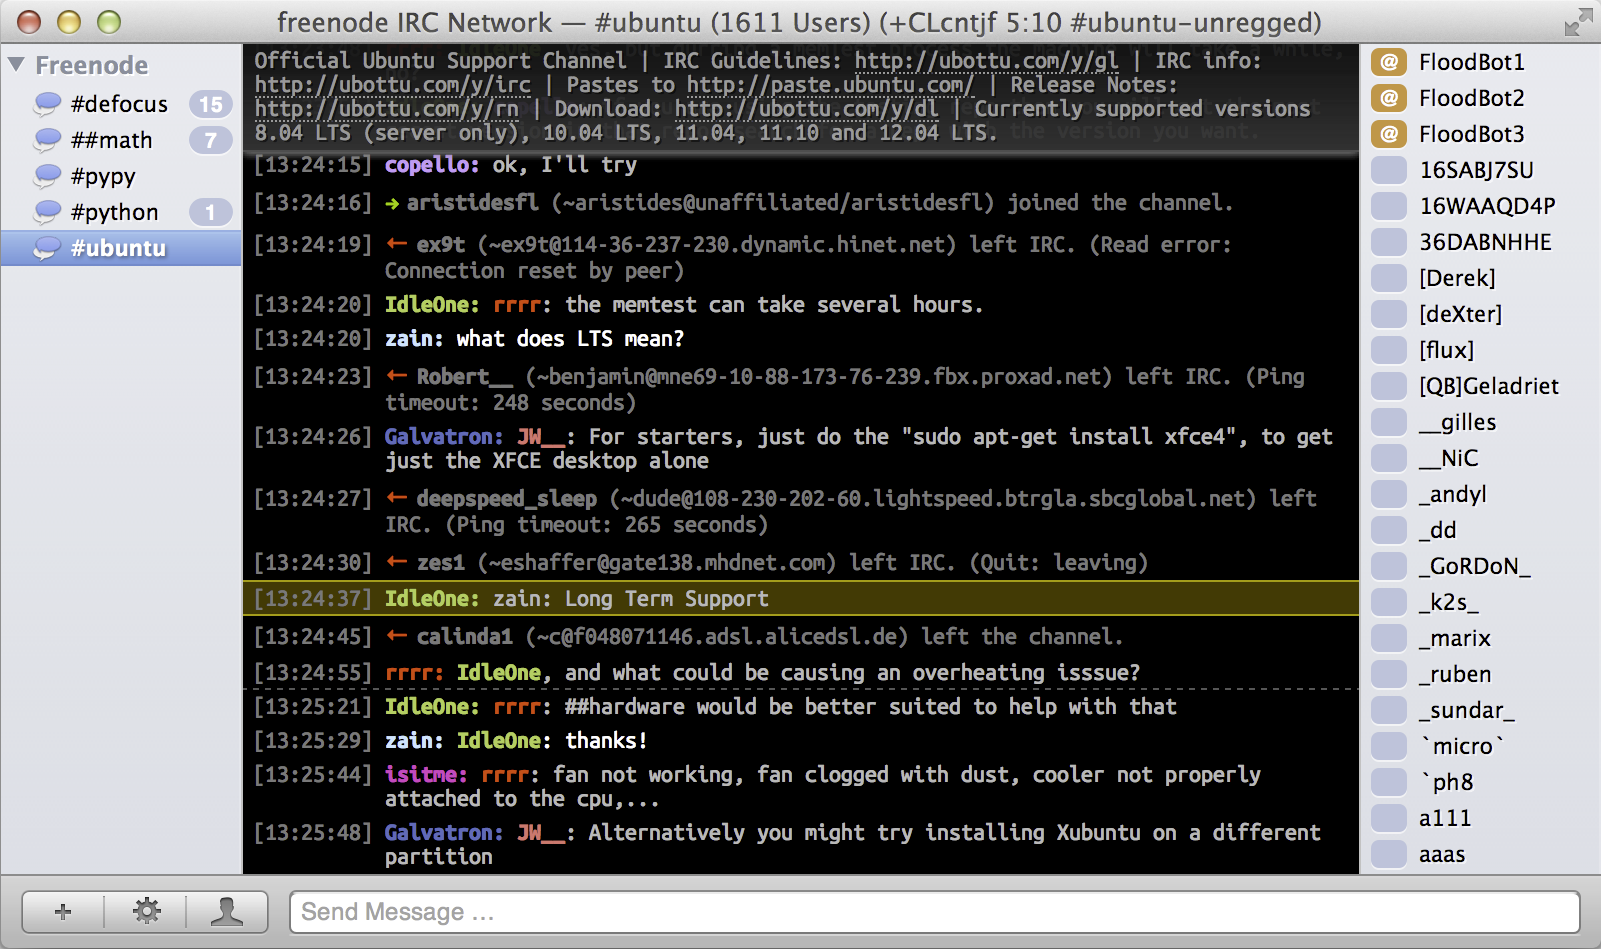 freenode IRC Network — #ubuntu (1611 Users) (+CLcntjf 5:10 #ubuntu-unregged)
Freenode
#defocus 15
##math 7
#pypy
#python 1
#ubuntu
Official Ubuntu Support Channel | IRC Guidelines: http://ubottu.com/y/gl | IRC info:
http://ubottu.com/y/irc | Pastes to http://paste.ubuntu.com/ | Release Notes:
http://ubottu.com/y/rn | Download: http://ubottu.com/y/dl | Currently supported versions
8.04 LTS (server only), 10.04 LTS, 11.04, 11.10 and 12.04 LTS.
[13:24:15] copello: ok, I'll try
[13:24:16] → aristidesfl (~aristides@unaffiliated/aristidesfl) joined the channel.
[13:24:19] ← ex9t (~ex9t@114-36-237-230.dynamic.hinet.net) left IRC. (Read error:
Connection reset by peer)
[13:24:20] IdleOne: rrrr: the memtest can take several hours.
[13:24:20] zain: what does LTS mean?
[13:24:23] ← Robert__ (~benjamin@mne69-10-88-173-76-239.fbx.proxad.net) left IRC. (Ping
timeout: 248 seconds)
[13:24:26] Galvatron: JW__: For starters, just do the "sudo apt-get install xfce4", to get
just the XFCE desktop alone
[13:24:27] ← deepspeed_sleep (~dude@108-230-202-60.lightspeed.btrgla.sbcglobal.net) left
IRC. (Ping timeout: 265 seconds)
[13:24:30] ← zes1 (~eshaffer@gate138.mhdnet.com) left IRC. (Quit: leaving)
[13:24:37] IdleOne: zain: Long Term Support
[13:24:45] ← calinda1 (~c@f048071146.adsl.alicedsl.de) left the channel.
[13:24:55] rrrr: IdleOne, and what could be causing an overheating isssue?
[13:25:21] IdleOne: rrrr: ##hardware would be better suited to help with that
[13:25:29] zain: IdleOne: thanks!
[13:25:44] isitme: rrrr: fan not working, fan clogged with dust, cooler not properly
attached to the cpu,...
[13:25:48] Galvatron: JW__: Alternatively you might try installing Xubuntu on a different
partition
@ FloodBot1
@ FloodBot2
@ FloodBot3
16SABJ7SU
16WAAQD4P
36DABNHHE
[Derek]
[deXter]
[flux]
[QB]Geladriet
__gilles
__NiC
_andyl
_dd
_GoRDoN_
_k2s_
_marix
_ruben
_sundar_
`micro`
`ph8
a111
aaas
Send Message ...